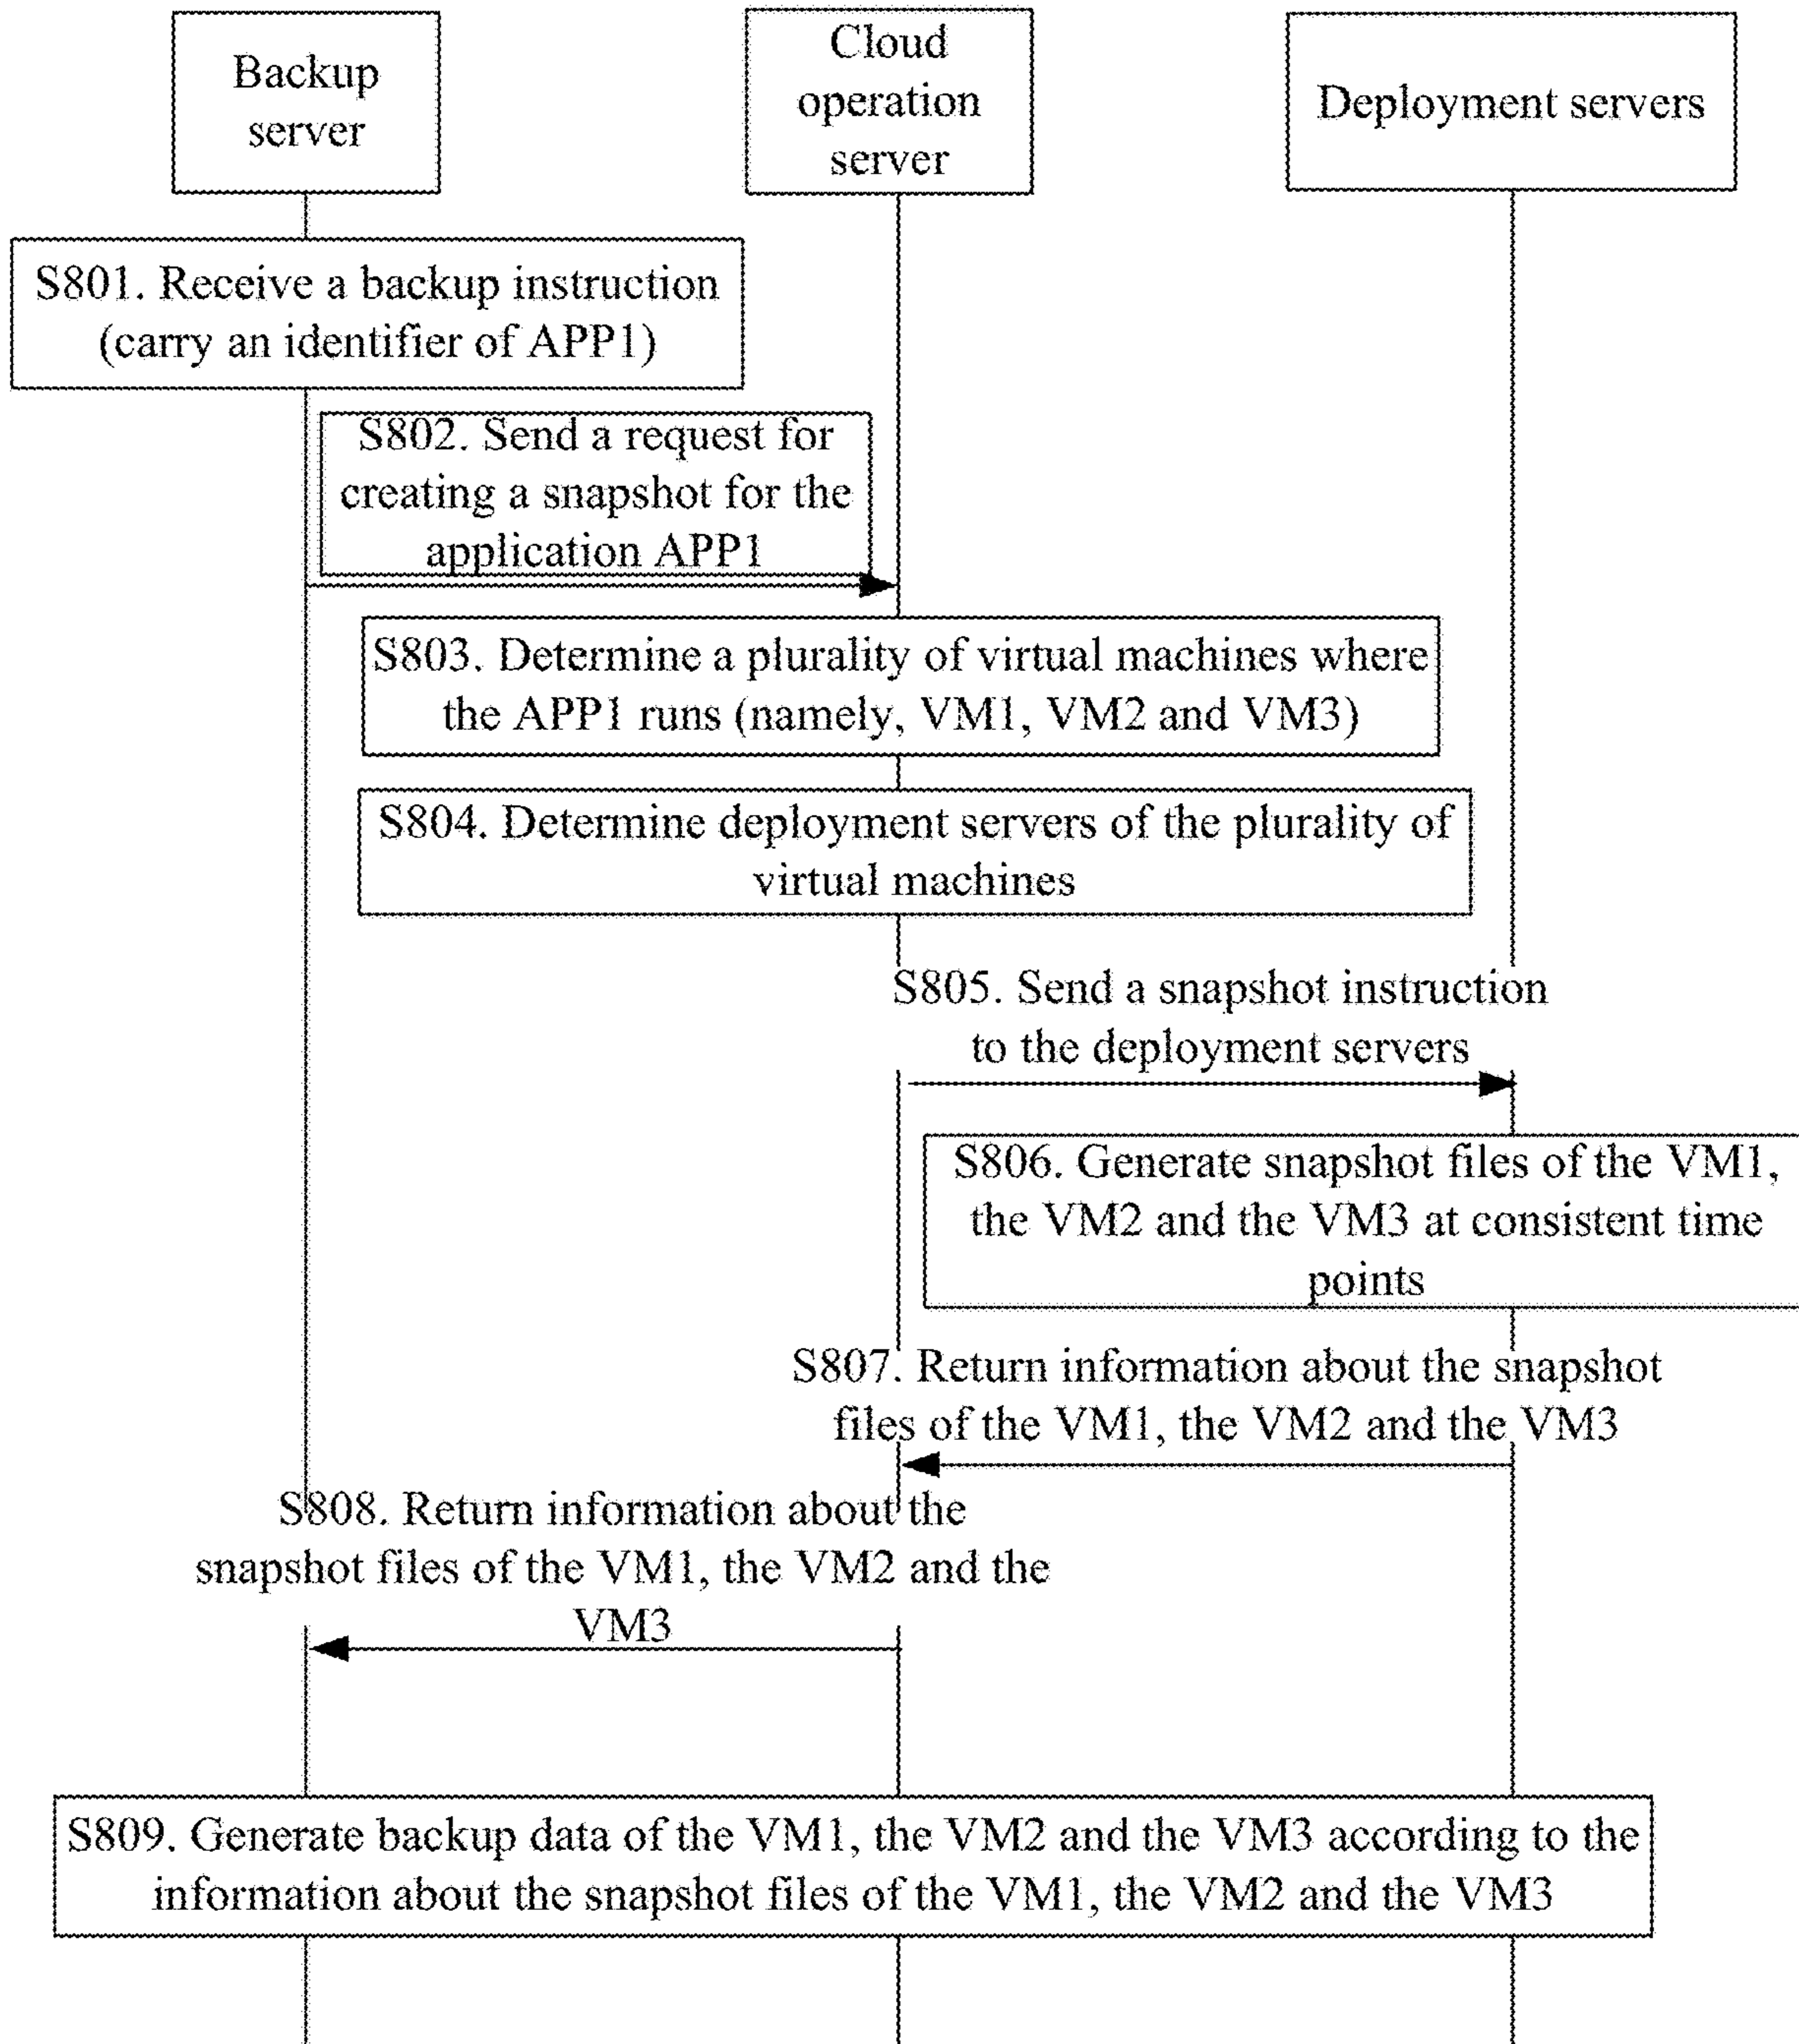 Backup
server
Cloud
operation
server
Deployment servers
S801. Receive a backup instruction
(carry an identifier of APP1)
S802. Send a request for
creating a snapshot for the
application APP1
S803. Determine a plurality of virtual machines where
the APP1 runs (namely, VM1, VM2 and VM3)
S804. Determine deployment servers of the plurality of
virtual machines
S805. Send a snapshot instruction
to the deployment servers
S806. Generate snapshot files of the VM1,
the VM2 and the VM3 at consistent time
points
S807. Return information about the snapshot
files of the VM1, the VM2 and the VM3
S808. Return information about the
snapshot files of the VM1, the VM2 and the
VM3
S809. Generate backup data of the VM1, the VM2 and the VM3 according to the
information about the snapshot files of the VM1, the VM2 and the VM3